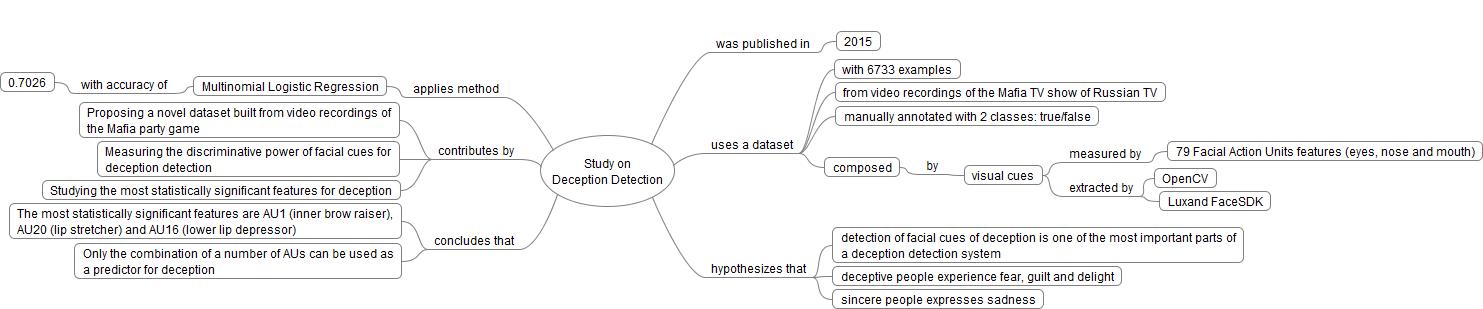 was published in
2015
with 6733 examples
0.7026
with accuracy of
Multinomial Logistic Regression
applies method
from video recordings of the Mafia TV show of Russian TV
Proposing a novel dataset built from video recordings of
the Mafia party game
manually annotated with 2 classes: true/false
contributes by
uses a dataset
Measuring the discriminative power of facial cues for
deception detection
Study on
Deception Detection
composed
by
visual cues
measured by
79 Facial Action Units features (eyes, nose and mouth)
extracted by
OpenCV
Luxand FaceSDK
Studying the most statistically significant features for deception
The most statistically significant features are AU1 (inner brow raiser),
AU20 (lip stretcher) and AU16 (lower lip depressor)
concludes that
Only the combination of a number of AUs can be used as
a predictor for deception
hypothesizes that
detection of facial cues of deception is one of the most important parts of
a deception detection system
deceptive people experience fear, guilt and delight
sincere people expresses sadness